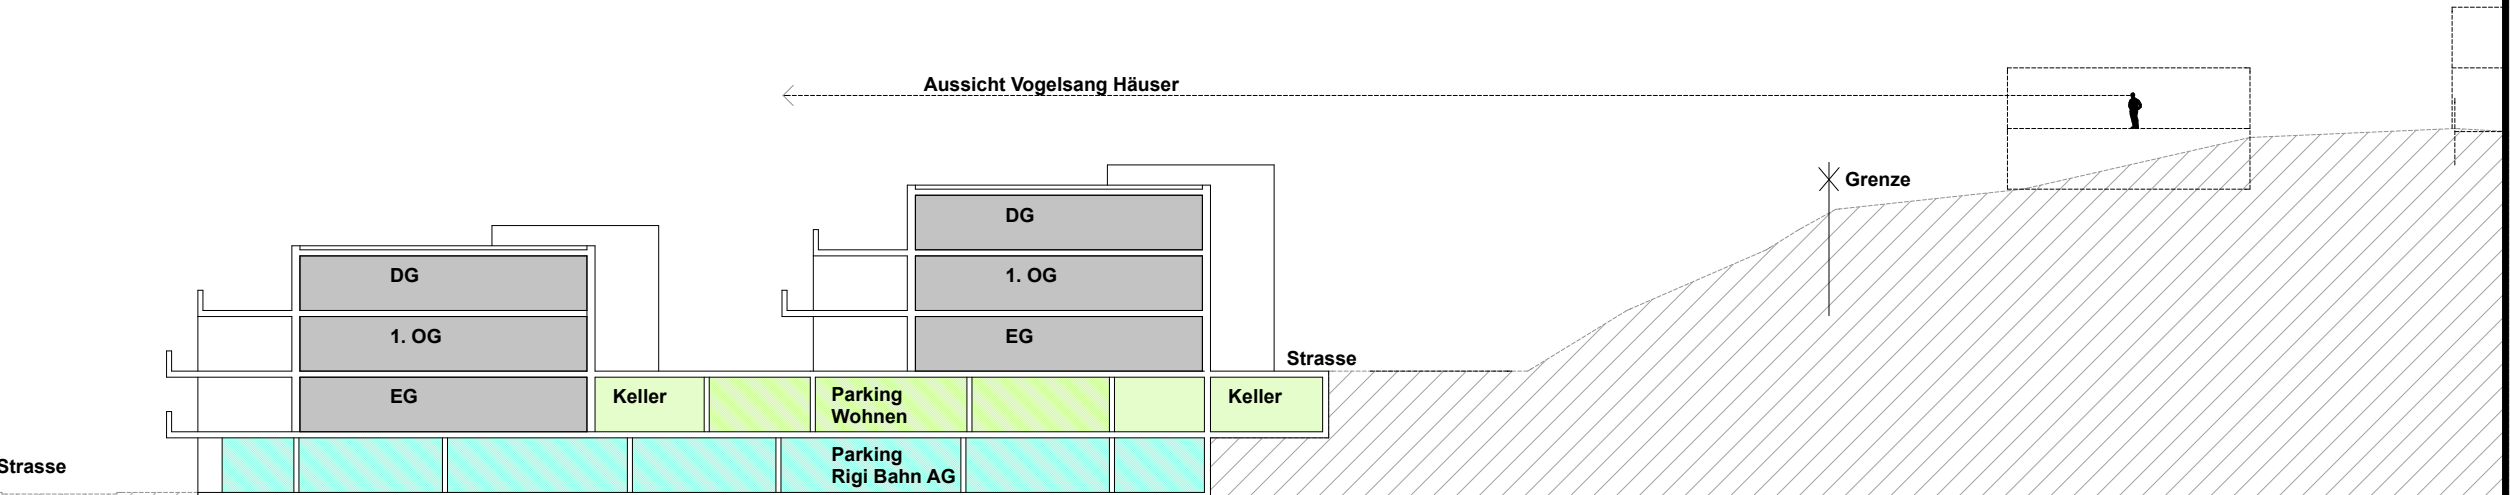 Aussicht Vogelsang Häuser
Grenze
DG
DG
1. OG
1. OG
EG
Strasse
EG
Keller
Parking
Wohnen
Keller
Parking
Rigi Bahn AG
Strasse